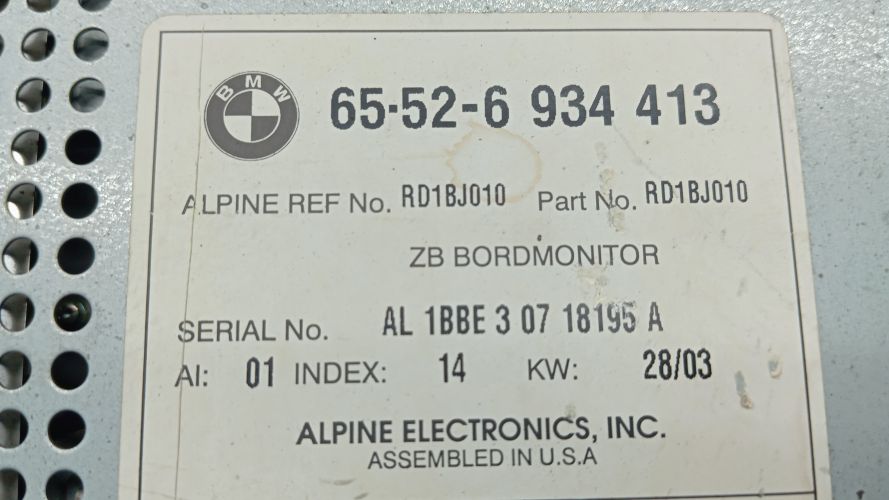 BMW
65-52-6 934 413
ALPINE REF No. RD1BJ010 Part No. RD1BJ010
ZB BORDMONITOR
SERIAL No. AL 1BBE 3 07 18195 A
AI: 01 INDEX: 14 KW: 28/03
ALPINE ELECTRONICS, INC.
ASSEMBLED IN U.S.A